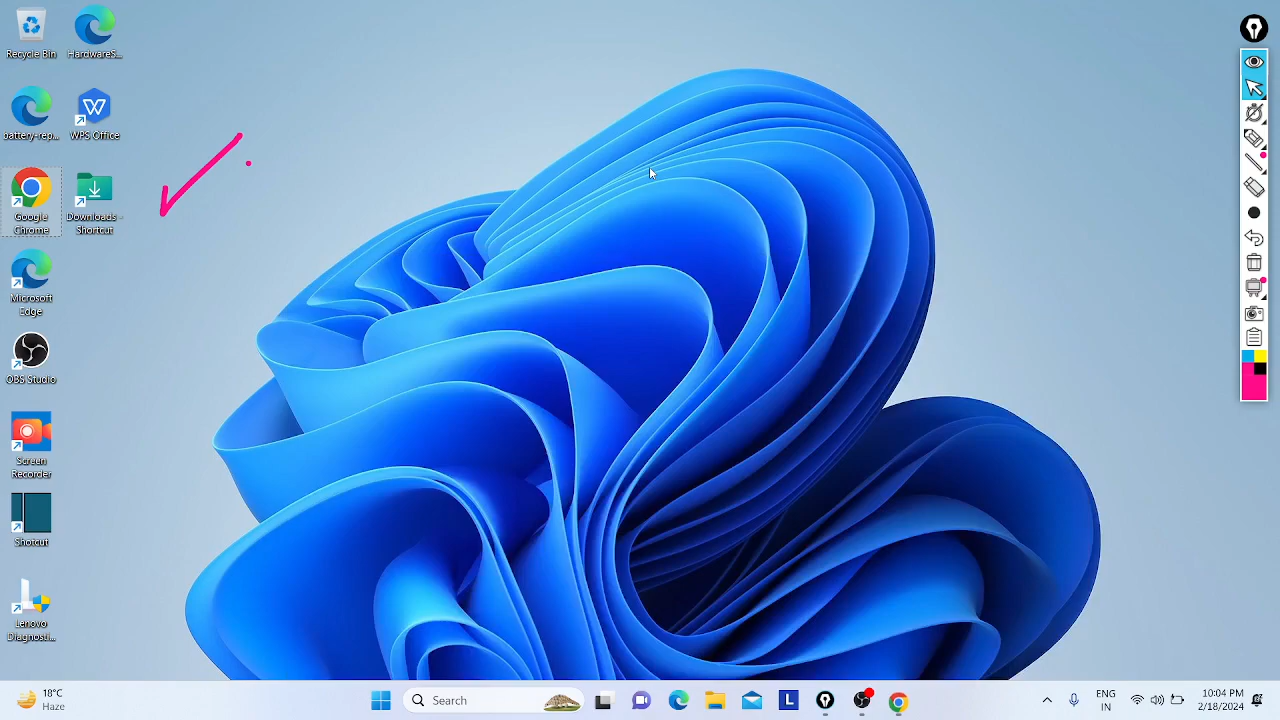 Recycle Bin
HardwareS...
battery-rep...
WPS Office
Google
Chrome
Downloads -
Shortcut
Microsoft
Edge
OBS Studio
Screen
Recorder
Shotcut
Lenovo
Diagnosti...
18°C
Haze
Search
L
ENG
IN
10:04 PM
2/18/2024